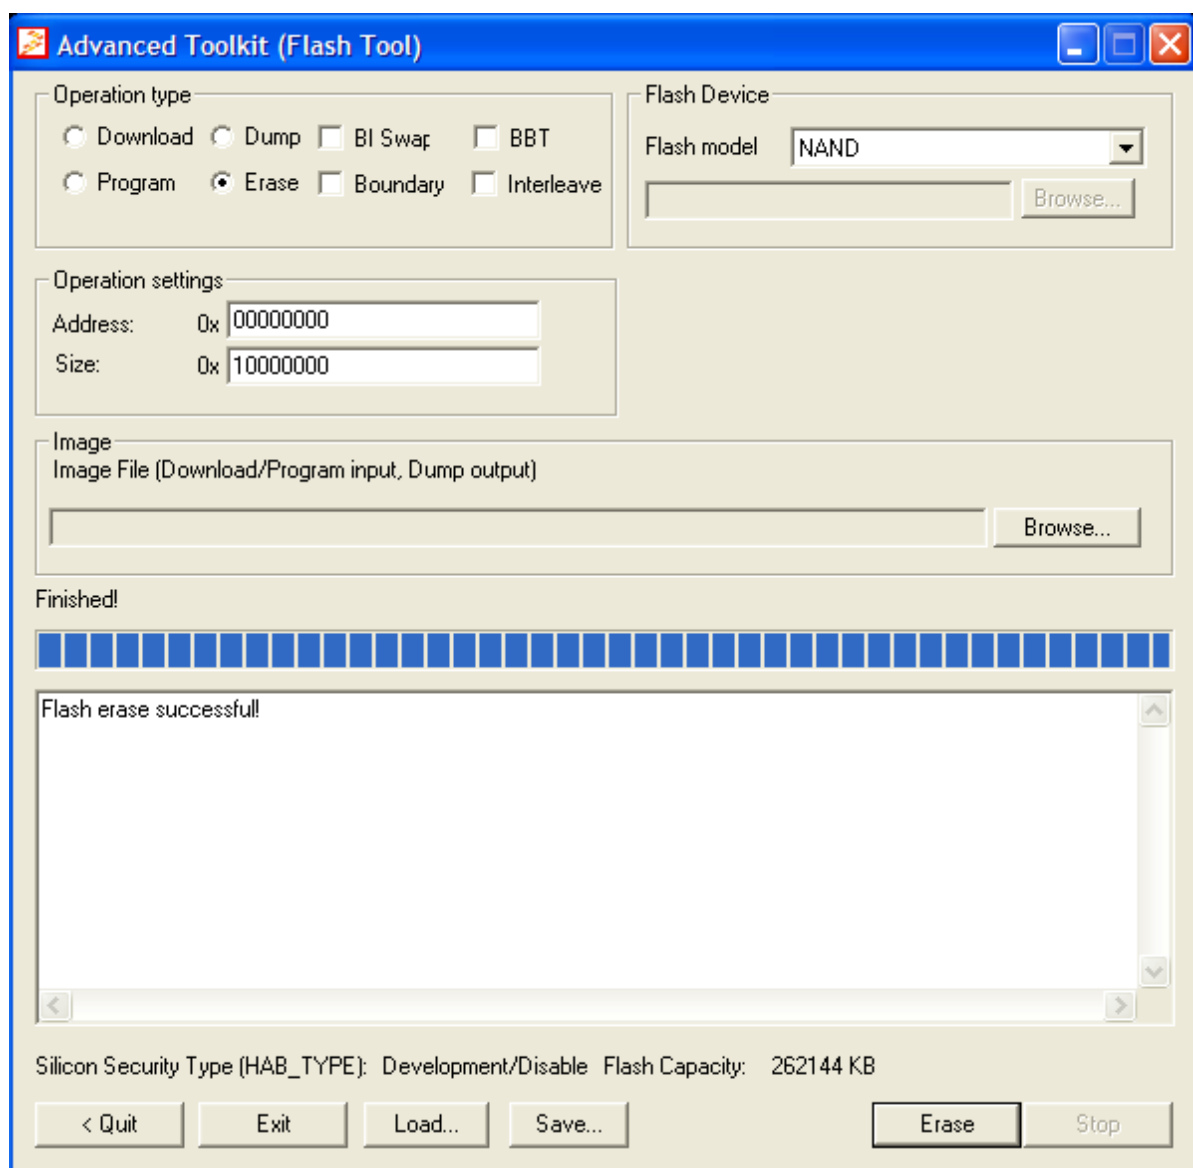 Advanced Toolkit (Flash Tool)
Operation type
Download Dump BI Swap BBT
Program Erase Boundary Interleave
Flash Device
Flash model NAND
Browse...
Operation settings
Address: 0x 00000000
Size: 0x 10000000
Image
Image File (Download/Program input, Dump output)
Browse...
Finished!
Flash erase successful!
Silicon Security Type (HAB_TYPE): Development/Disable Flash Capacity: 262144 KB
< Quit Exit Load... Save... Erase Stop